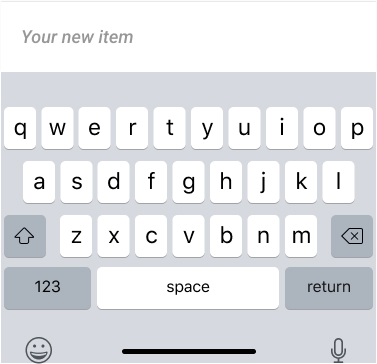 Your new item
q w e r t y u i o p
a s d f g h j k l
z x c v b n m
123 space return